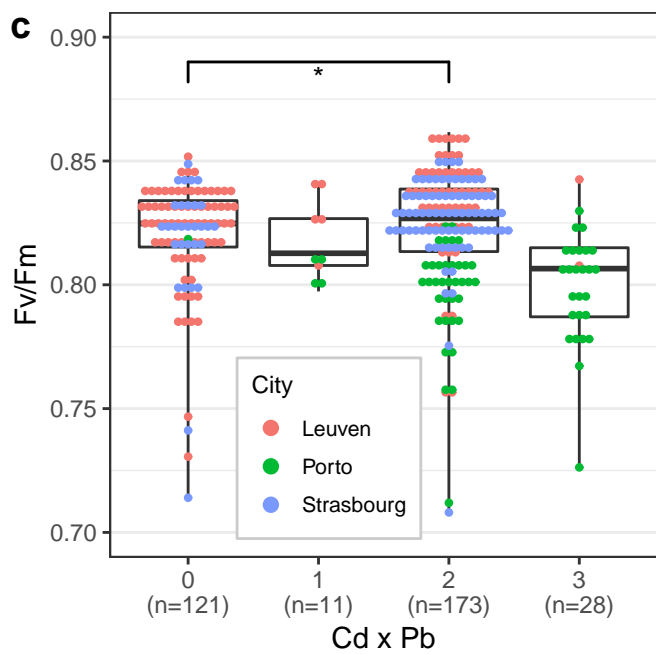 c
Fv/Fm
0.90
0.85
0.80
0.75
0.70
*
City
Leuven
Porto
Strasbourg
0 1 2 3
(n=121) (n=11) (n=173) (n=28)
Cd x Pb